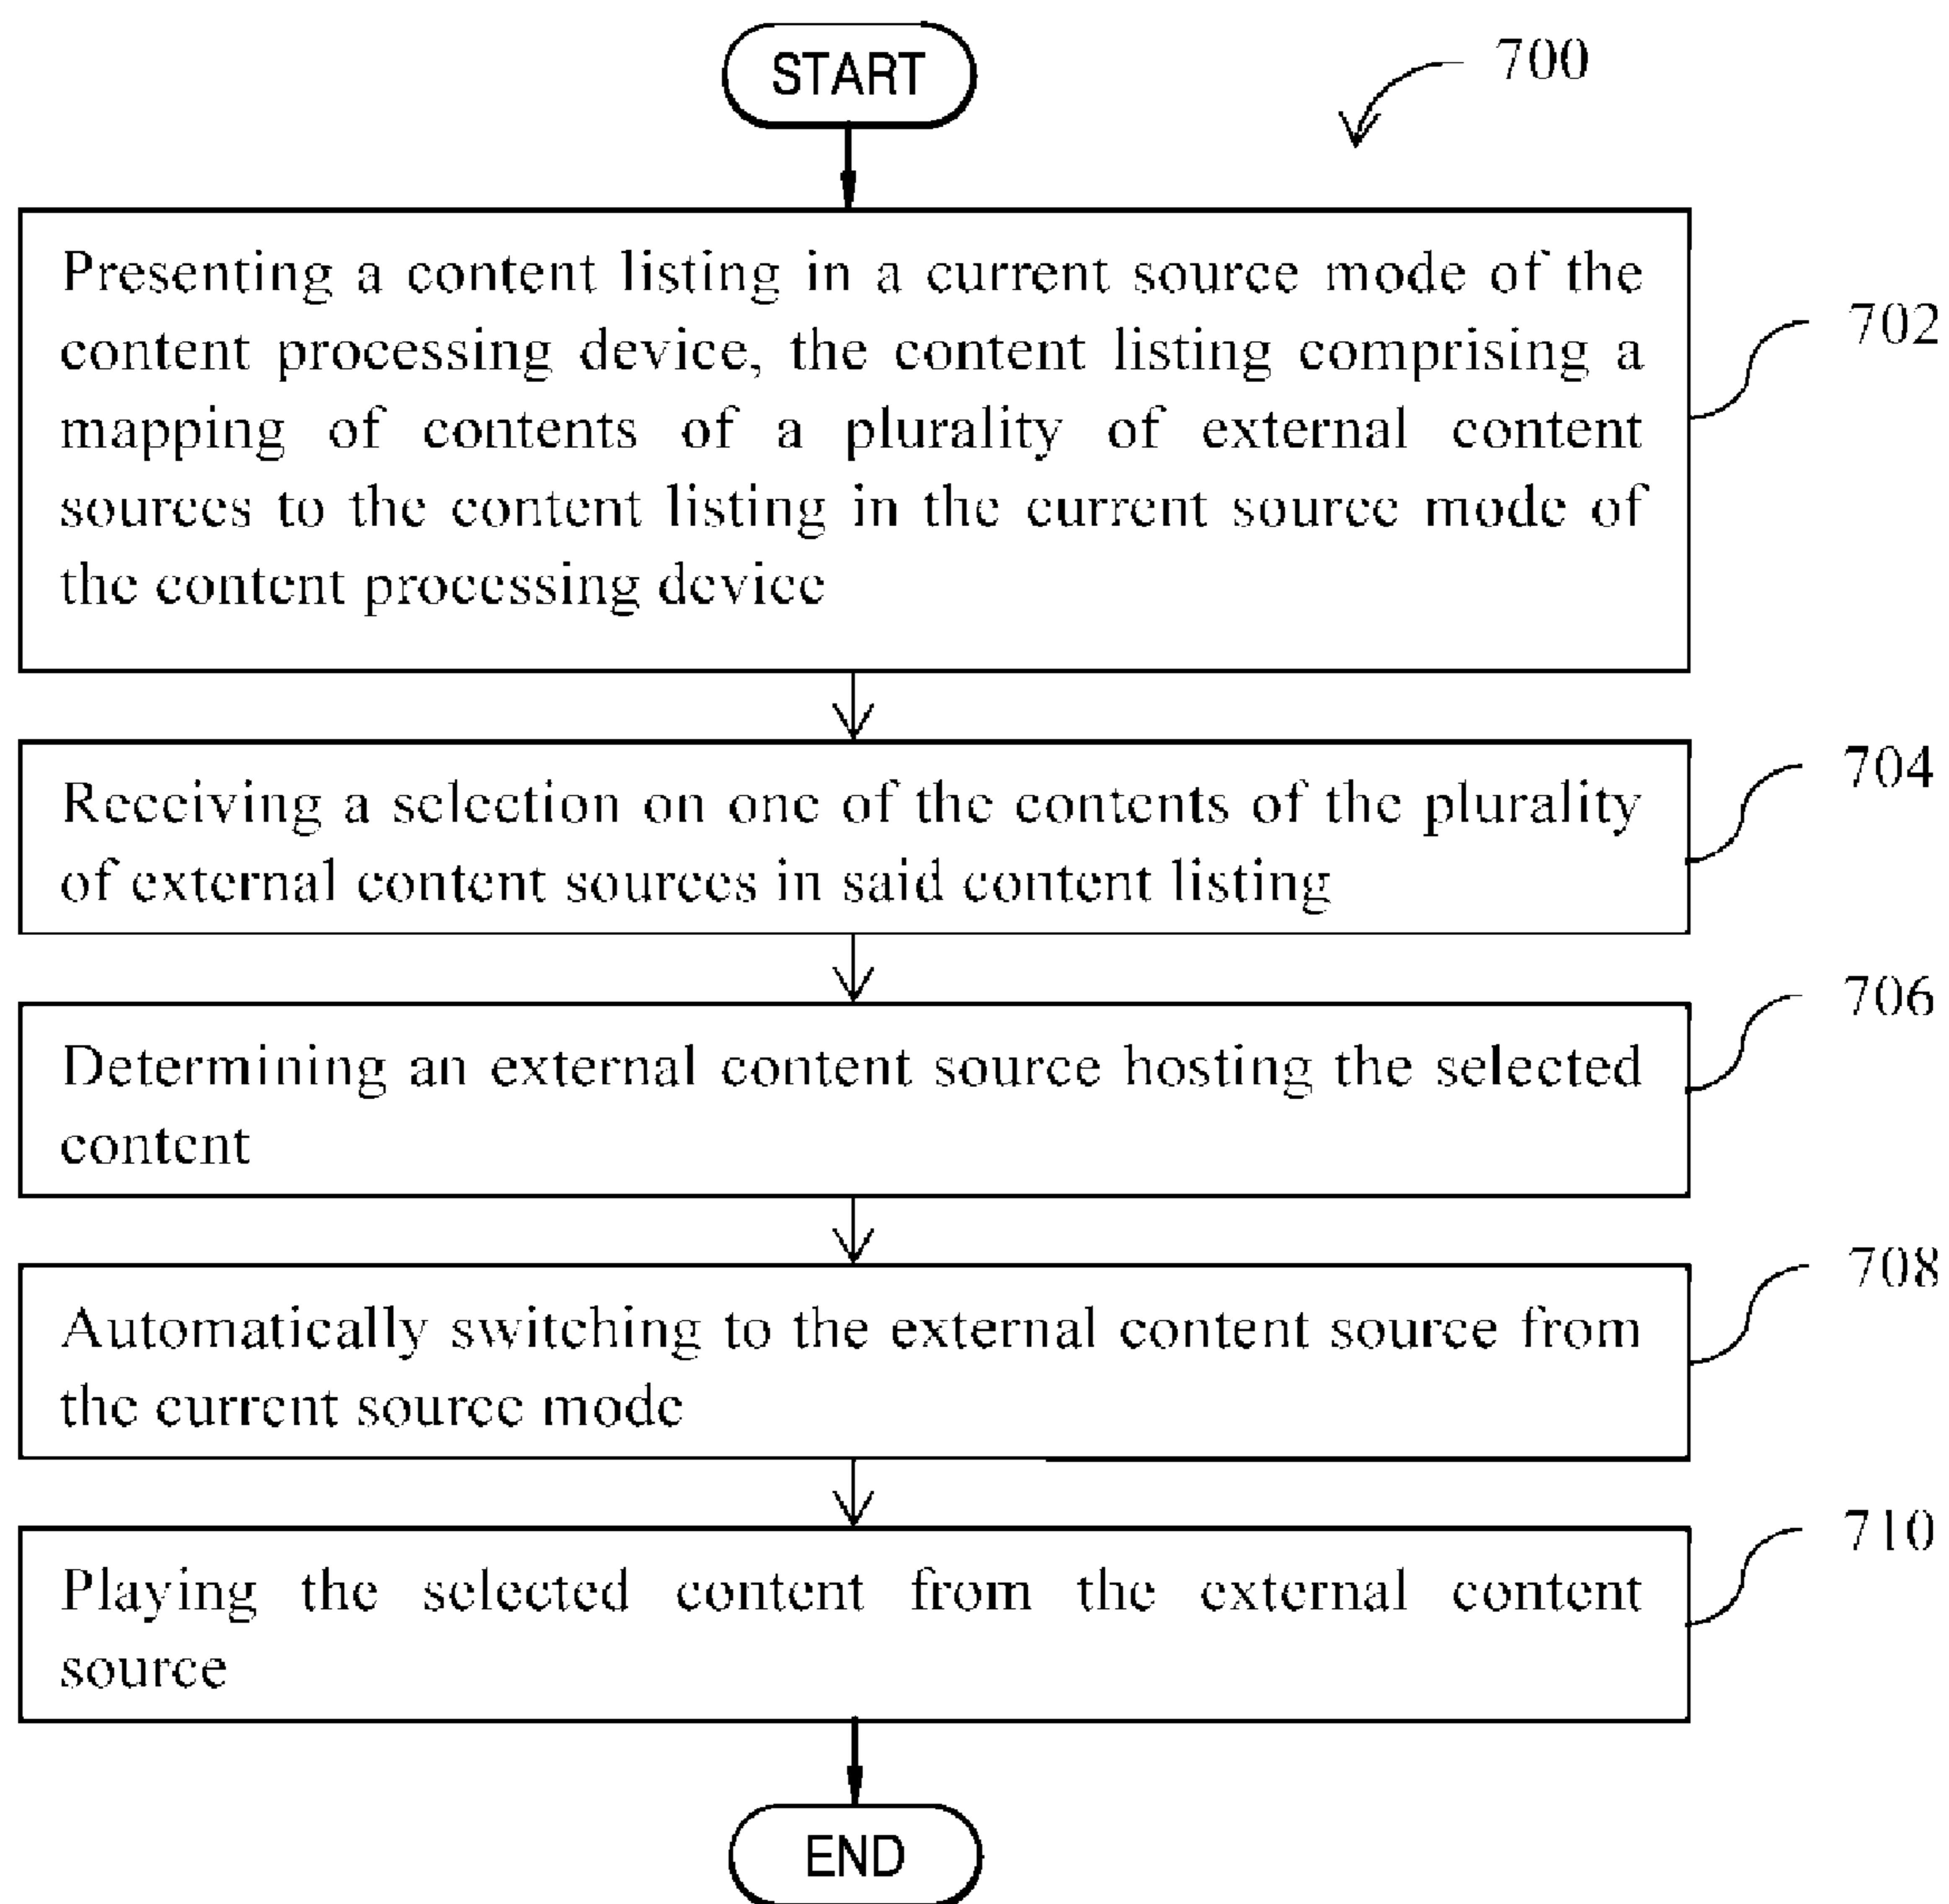 START
700
Presenting a content listing in a current source mode of the
content processing device, the content listing comprising a
mapping of contents of a plurality of external content
sources to the content listing in the current source mode of
the content processing device
702
Receiving a selection on one of the contents of the plurality
of external content sources in said content listing
704
Determining an external content source hosting the selected
content
706
Automatically switching to the external content source from
the current source mode
708
Playing the selected content from the external content
source
710
END